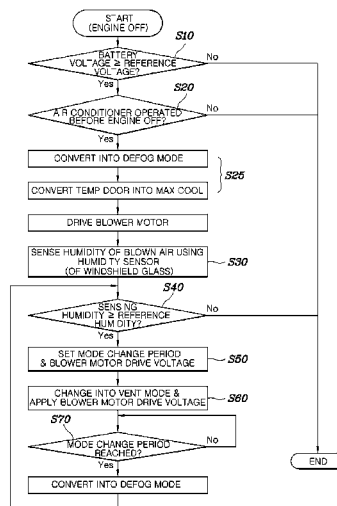 START
(ENGINE OFF)
S10
BATTERY
VOLTAGE ≥ REFERENCE
VOLTAGE?
No
Yes
S20
AIR CONDITIONER OPERATED
BEFORE ENGINE OFF?
No
Yes
CONVERT INTO DEFOG MODE
S25
CONVERT TEMP DOOR INTO MAX COOL
DRIVE BLOWER MOTOR
SENSE HUMIDITY OF BLOWN AIR USING
HUMIDITY SENSOR
(OF WINDSHIELD GLASS)
S30
S40
SENSING
HUMIDITY ≥ REFERENCE
HUMIDITY?
No
Yes
SET MODE CHANGE PERIOD
& BLOWER MOTOR DRIVE VOLTAGE
S50
CHANGE INTO VENT MODE &
APPLY BLOWER MOTOR DRIVE VOLTAGE
S60
S70
MODE CHANGE PERIOD
REACHED?
No
Yes
END
CONVERT INTO DEFOG MODE